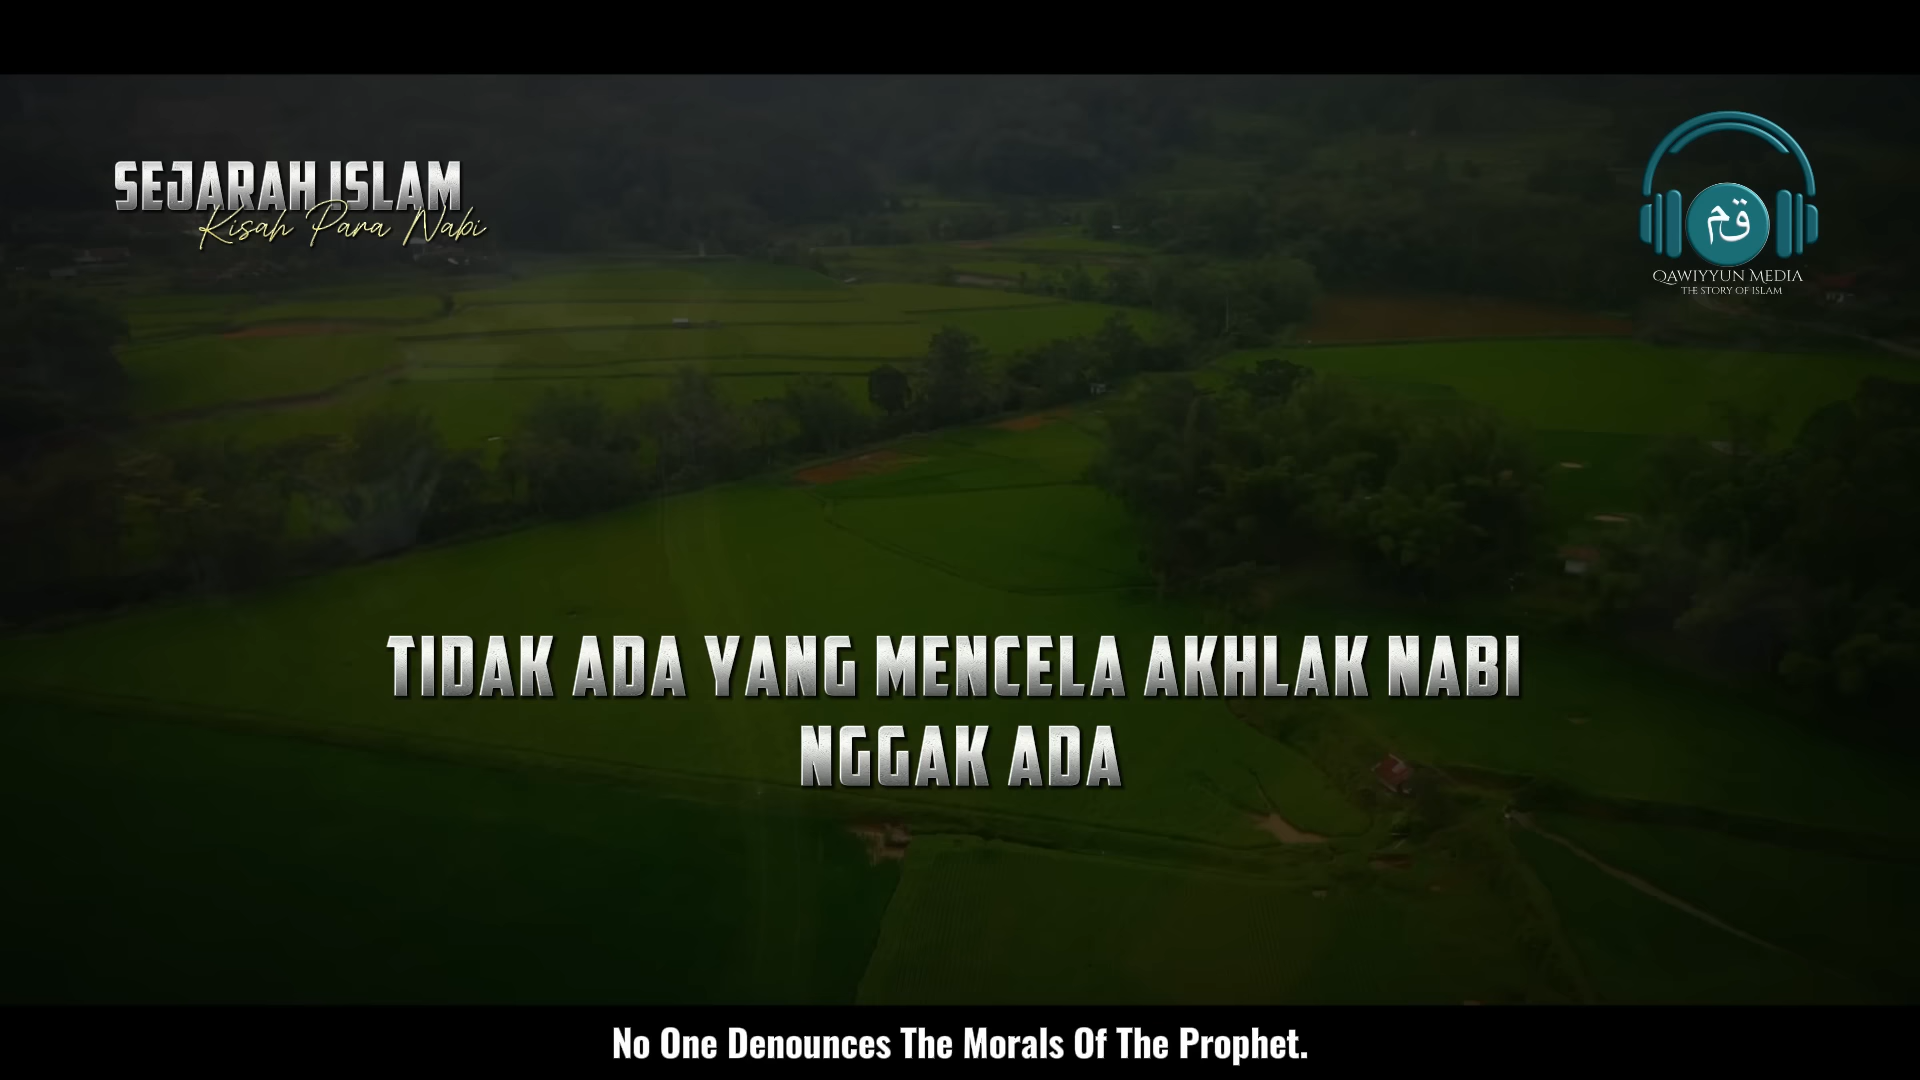 SEJARAH ISLAM
Kisah Para Nabi
قم
QAWIYYUN MEDIA
THE STORY OF ISLAM
TIDAK ADA YANG MENCELA AKHLAK NABI
NGGAK ADA
No One Denounces The Morals Of The Prophet.